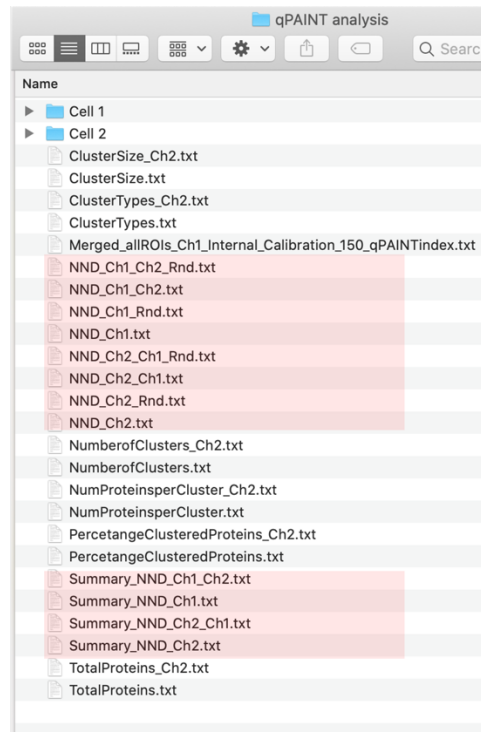 qPAINT analysis
Searc
Name
Cell 1
Cell 2
ClusterSize_Ch2.txt
ClusterSize.txt
ClusterTypes_Ch2.txt
ClusterTypes.txt
Merged_allROIs_Ch1_Internal_Calibration_150_qPAINTindex.txt
NND_Ch1_Ch2_Rnd.txt
NND_Ch1_Ch2.txt
NND_Ch1_Rnd.txt
NND_Ch1.txt
NND_Ch2_Ch1_Rnd.txt
NND_Ch2_Ch1.txt
NND_Ch2_Rnd.txt
NND_Ch2.txt
NumberofClusters_Ch2.txt
NumberofClusters.txt
NumProteinsperCluster_Ch2.txt
NumProteinsperCluster.txt
PercetangeClusteredProteins_Ch2.txt
PercetangeClusteredProteins.txt
Summary_NND_Ch1_Ch2.txt
Summary_NND_Ch1.txt
Summary_NND_Ch2_Ch1.txt
Summary_NND_Ch2.txt
TotalProteins_Ch2.txt
TotalProteins.txt